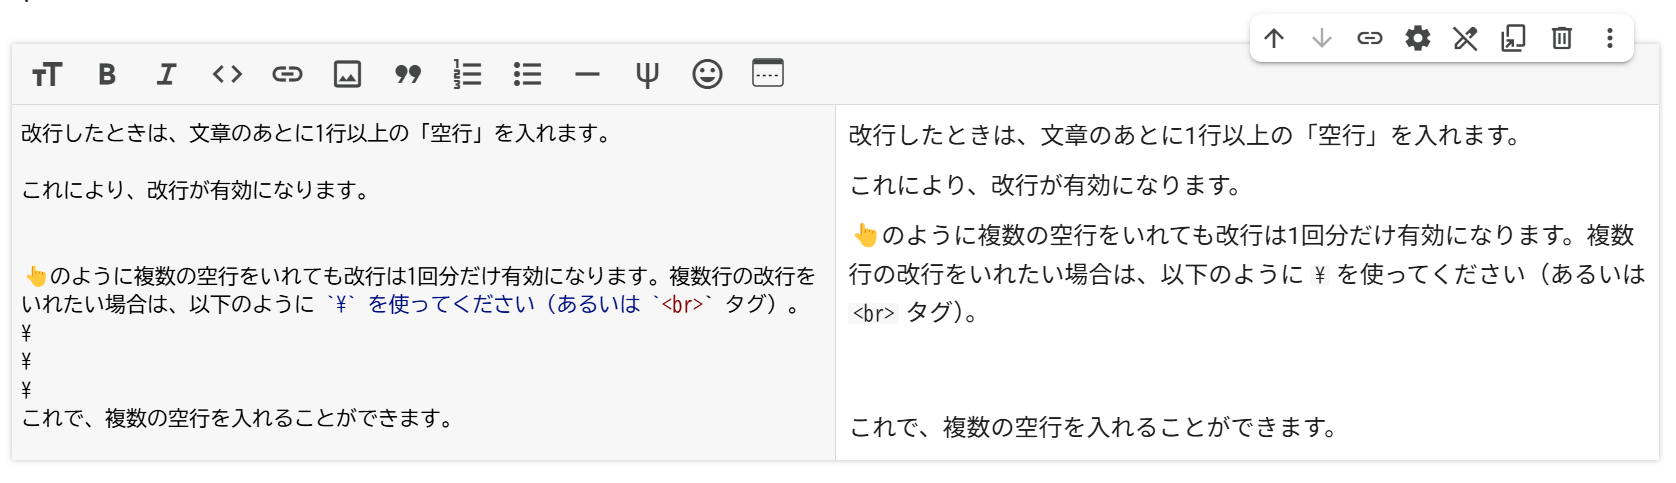 改行したときは、文章のあとに1行以上の「空行」を入れます。
これにより、改行が有効になります。
👆のように複数の空行をいれても改行は1回分だけ有効になります。複数行の改行を
いれたい場合は、以下のように `¥` を使ってください（あるいは `<br>` タグ）。
¥
¥
¥
これで、複数の空行を入れることができます。
改行したときは、文章のあとに1行以上の「空行」を入れます。
これにより、改行が有効になります。
👆のように複数の空行をいれても改行は1回分だけ有効になります。複数
行の改行をいれたい場合は、以下のように ¥ を使ってください（あるいは
<br> タグ）。
これで、複数の空行を入れることができます。